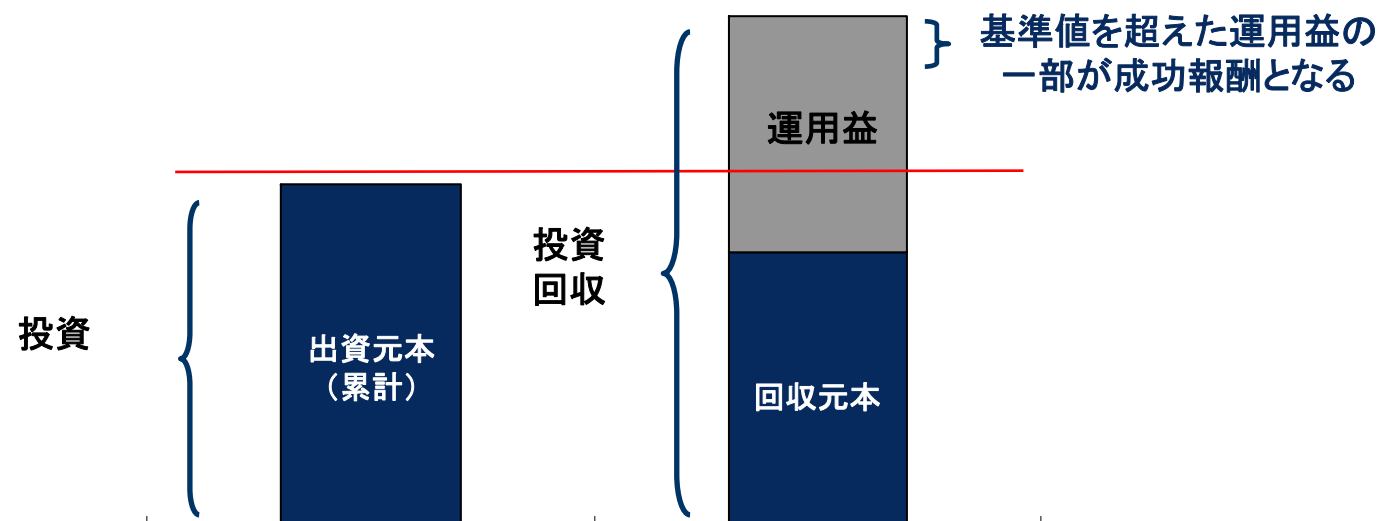 基準値を超えた運用益の
一部が成功報酬となる
運用益
投資
回収
投資
出資元本
（累計）
回収元本